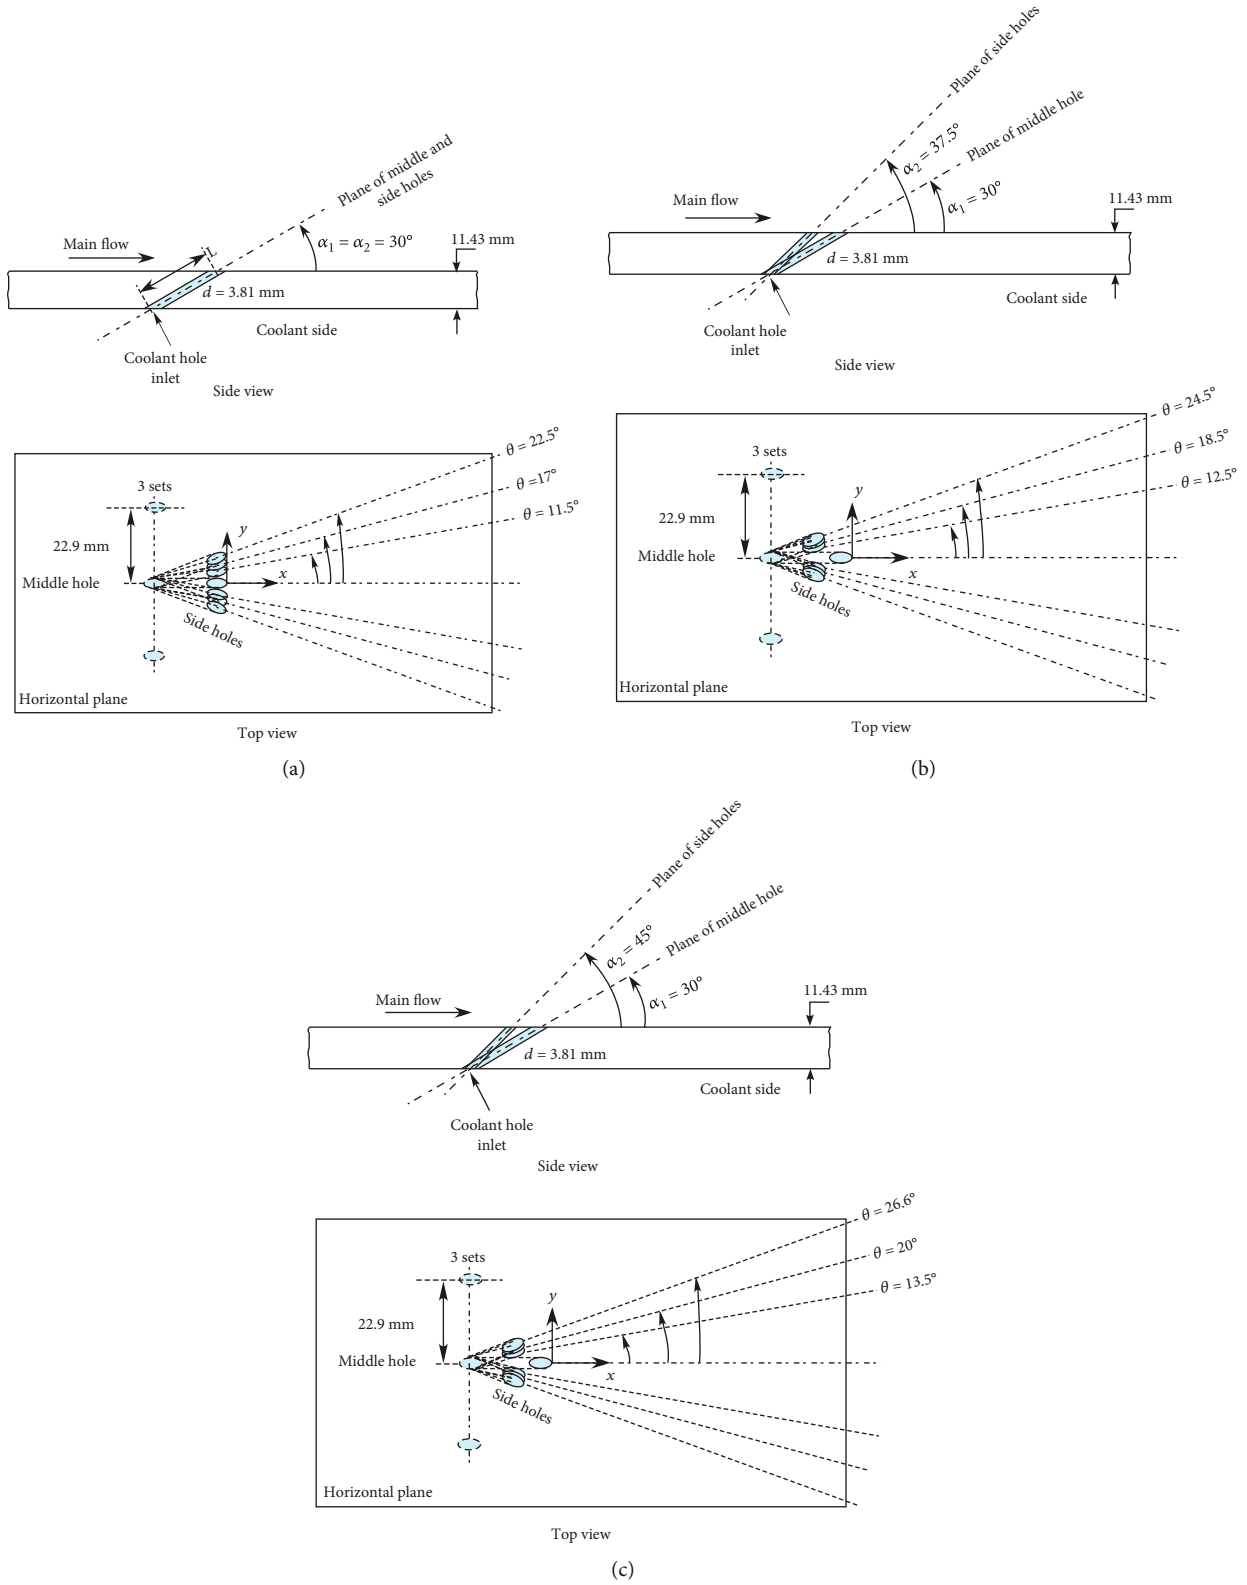 Plane of middle and
side holes
Main flow
L
α1 = α2 = 30°
11.43 mm
d = 3.81 mm
Coolant side
Coolant hole
inlet
Side view
θ = 22.5°
θ =17°
θ = 11.5°
3 sets
22.9 mm
y
Middle hole
x
Side holes
Horizontal plane
Top view
(a)
Plane of side holes
Plane of middle hole
α2 = 37.5°
α1 = 30°
Main flow
11.43 mm
d = 3.81 mm
Coolant side
Coolant hole
inlet
Side view
θ = 24.5°
θ = 18.5°
θ = 12.5°
3 sets
22.9 mm
y
Middle hole
x
Side holes
Horizontal plane
Top view
(b)
Plane of side holes
Plane of middle hole
α2 = 45°
α1 = 30°
Main flow
11.43 mm
d = 3.81 mm
Coolant side
Coolant hole
inlet
Side view
θ = 26.6°
θ = 20°
θ = 13.5°
3 sets
22.9 mm
y
Middle hole
x
Side holes
Horizontal plane
Top view
(c)